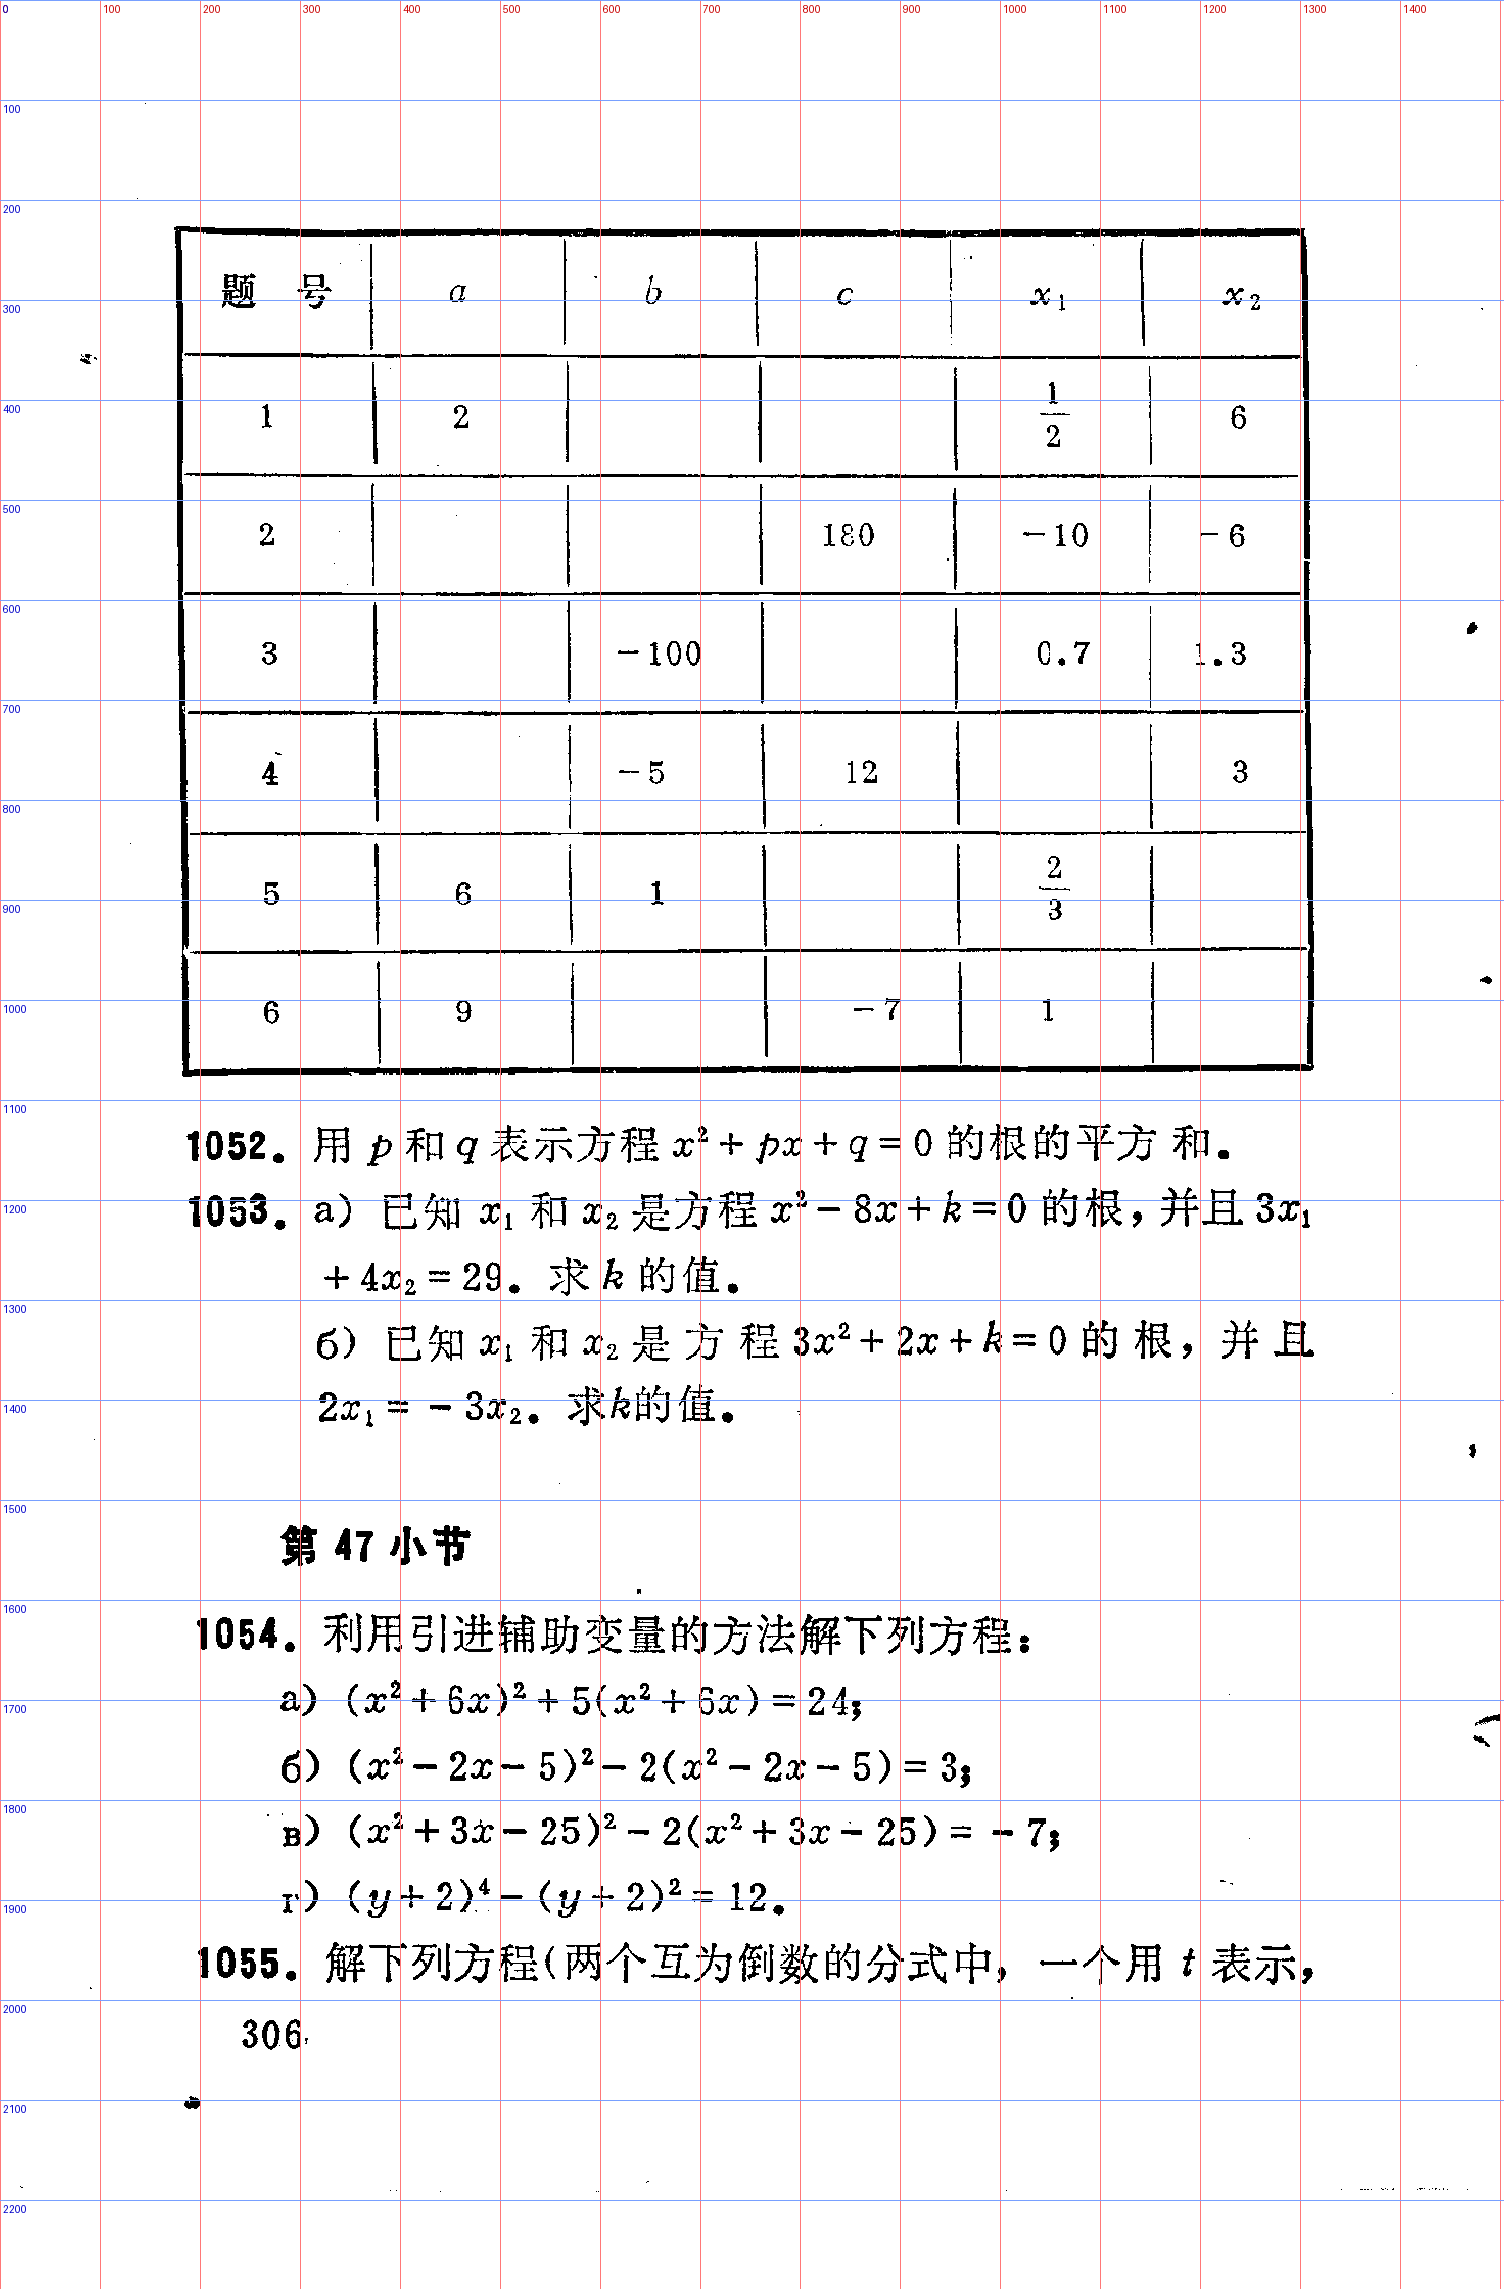 题 号 a b c x₁ x₂
1 2 1/2 6
2 180 －10 －6
3 －100 0.7 1.3
4 －5 12 3
5 6 1 2/3
6 9 －7 1
1052. 用 p 和 q 表示方程 x²＋px＋q＝0 的根的平方和.
1053. а) 已知 x₁ 和 x₂ 是方程 x²－8x＋k＝0 的根, 并且 3x₁
＋4x₂＝29. 求 k 的值.
б) 已知 x₁ 和 x₂ 是方程 3x²＋2x＋k＝0 的根, 并且
2x₁＝－3x₂. 求k的值.
第 47 小节
1054. 利用引进辅助变量的方法解下列方程:
а) (x²＋6x)²＋5(x²＋6x)＝24;
б) (x²－2x－5)²－2(x²－2x－5)＝3;
в) (x²＋3x－25)²－2(x²＋3x－25)＝－7;
г) (y＋2)⁴－(y＋2)²＝12.
1055. 解下列方程(两个互为倒数的分式中, 一个用 t 表示,
306